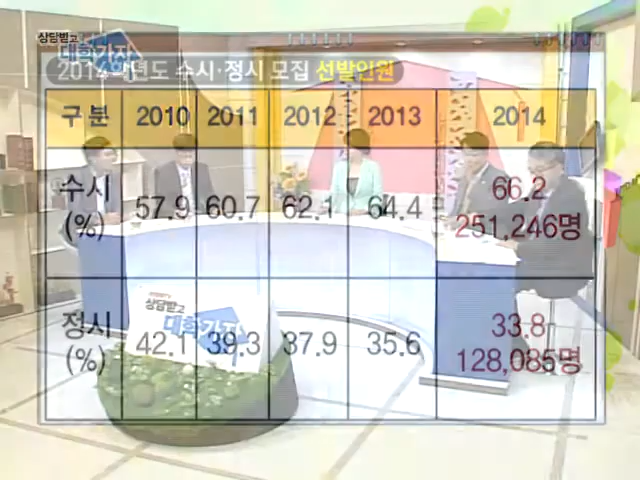 상담받고
대학가자
2014학년도 수시·정시 모집 선발인원
구분 2010 2011 2012 2013 2014
수시(%) 57.9 60.7 62.1 64.4 66.2 251,246명
정시(%) 42.1 39.3 37.9 35.6 33.8 128,085명
상담받고
대학가자